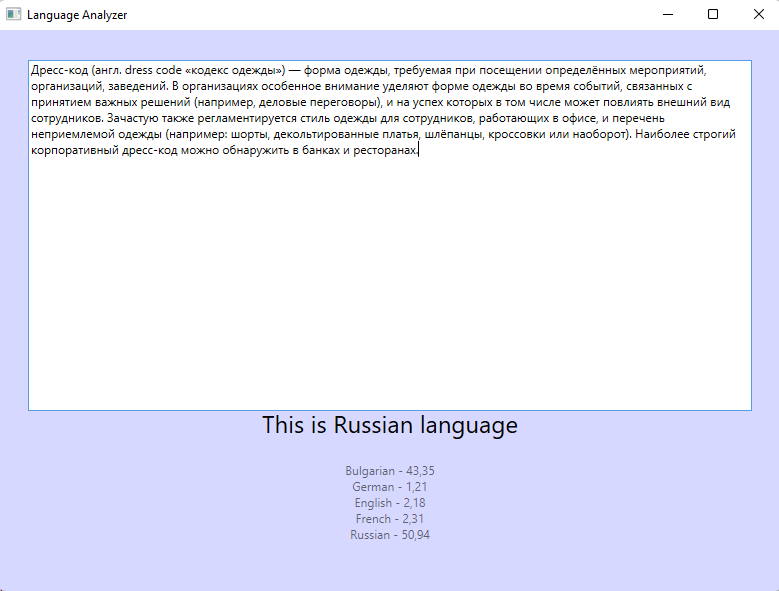 Language Analyzer
Дресс-код (англ. dress code «кодекс одежды») — форма одежды, требуемая при посещении определённых мероприятий,
организаций, заведений. В организациях особенное внимание уделяют форме одежды во время событий, связанных с
принятием важных решений (например, деловые переговоры), и на успех которых в том числе может повлиять внешний вид
сотрудников. Зачастую также регламентируется стиль одежды для сотрудников, работающих в офисе, и перечень
неприемлемой одежды (например: шорты, декольтированные платья, шлёпанцы, кроссовки или наоборот). Наиболее строгий
корпоративный дресс-код можно обнаружить в банках и ресторанах.
This is Russian language
Bulgarian - 43,35
German - 1,21
English - 2,18
French - 2,31
Russian - 50,94